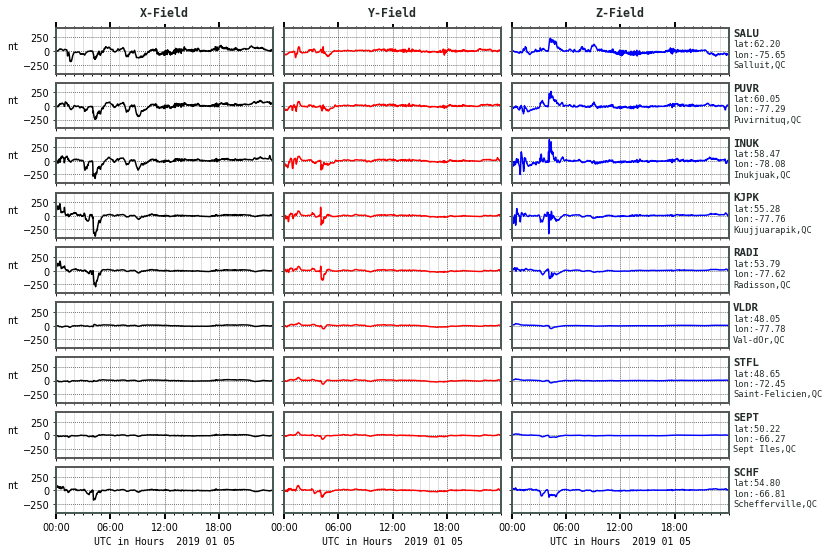 X-Field Y-Field Z-Field
nt 250 0 −250 SALU
lat:62.20
lon:-75.65
Salluit,QC
nt 250 0 −250 PUVR
lat:60.05
lon:-77.29
Puvirnituq,QC
nt 250 0 −250 INUK
lat:58.47
lon:-78.08
Inukjuak,QC
nt 250 0 −250 KJPK
lat:55.28
lon:-77.76
Kuujjuarapik,QC
nt 250 0 −250 RADI
lat:53.79
lon:-77.62
Radisson,QC
nt 250 0 −250 VLDR
lat:48.05
lon:-77.78
Val-dOr,QC
nt 250 0 −250 STFL
lat:48.65
lon:-72.45
Saint-Felicien,QC
nt 250 0 −250 SEPT
lat:50.22
lon:-66.27
Sept Iles,QC
nt 250 0 −250 SCHF
lat:54.80
lon:-66.81
Schefferville,QC
00:00 06:00 12:00 18:00 00:00 06:00 12:00 18:00 00:00 06:00 12:00 18:00
UTC in Hours 2019 01 05 UTC in Hours 2019 01 05 UTC in Hours 2019 01 05